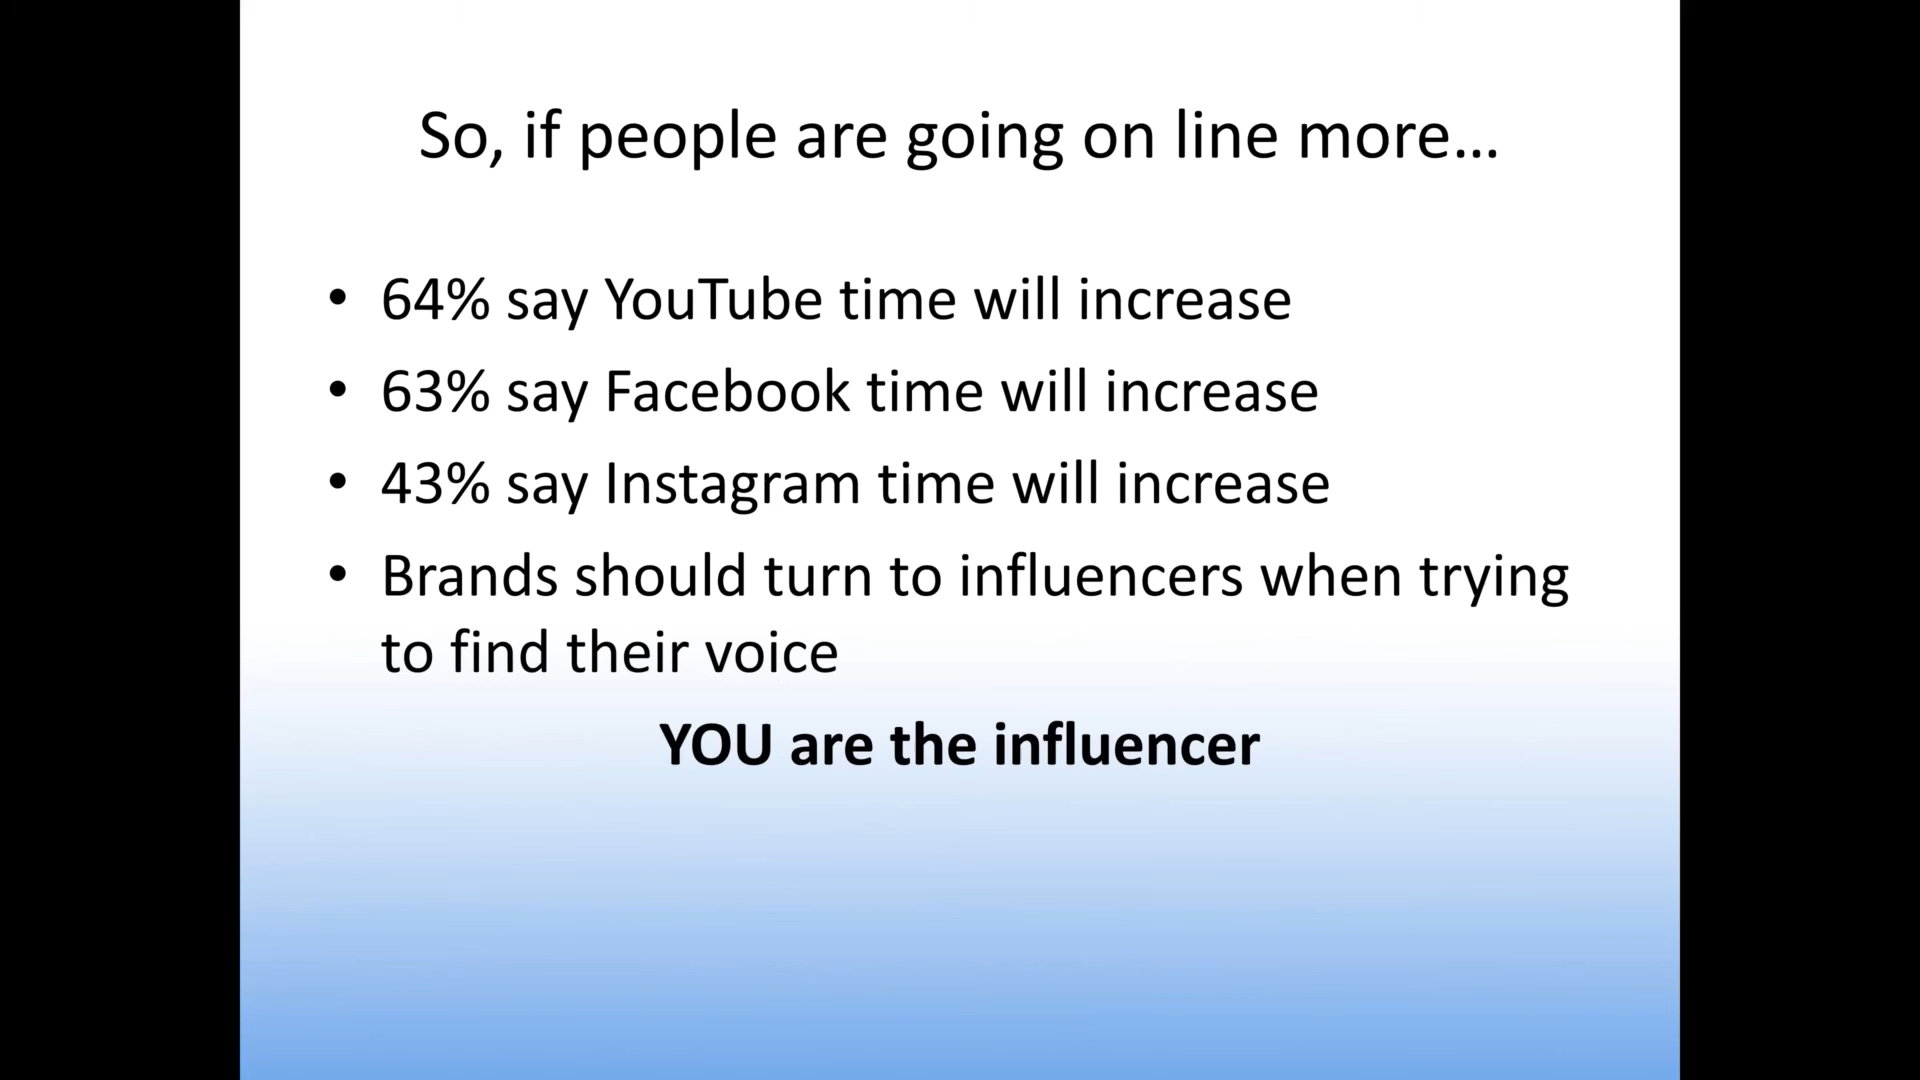 So, if people are going on line more...
• 64% say YouTube time will increase
• 63% say Facebook time will increase
• 43% say Instagram time will increase
• Brands should turn to influencers when trying
to find their voice
YOU are the influencer